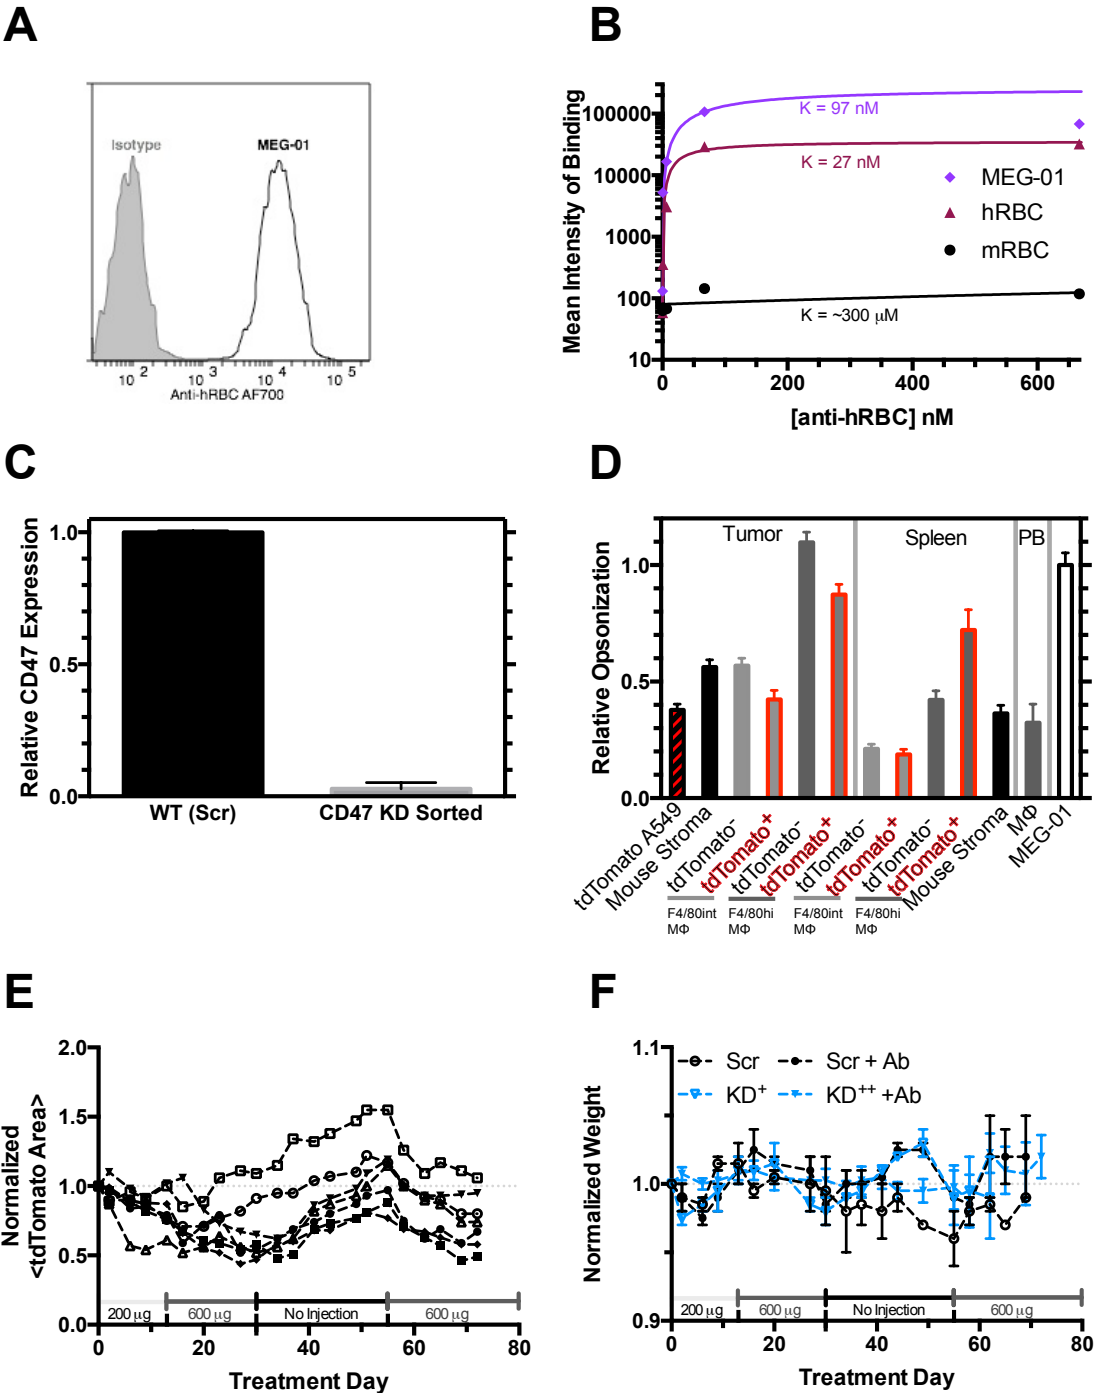 A
Isotype
MEG-01
10 2
10 3
10 4
10 5
Anti-hRBC AF700
B
Mean Intensity of Binding
100000
10000
1000
100
10
K = 97 nM
K = 27 nM
MEG-01
hRBC
mRBC
K = ~300 µM
0 200 400 600
[anti-hRBC] nM
C
Relative CD47 Expression
1.0
0.5
0.0
WT (Scr) CD47 KD Sorted
D
Relative Opsonization
1.0
0.5
0.0
Tumor Spleen PB
tdTomato A549
Mouse Stroma
tdTomato-
tdTomato+
tdTomato-
tdTomato+
tdTomato-
tdTomato+
tdTomato-
tdTomato+
Mouse Stroma
MΦ
MEG-01
F4/80int F4/80hi F4/80int F4/80hi
MΦ MΦ MΦ MΦ
E
Normalized
<tdTomato Area>
2.0
1.5
1.0
0.5
0.0
200 µg 600 µg No Injection 600 µg
0 20 40 60 80
Treatment Day
F
Normalized Weight
1.1
1.0
0.9
Scr Scr + Ab
KD+ KD++ +Ab
200 µg 600 µg No Injection 600 µg
0 20 40 60 80
Treatment Day